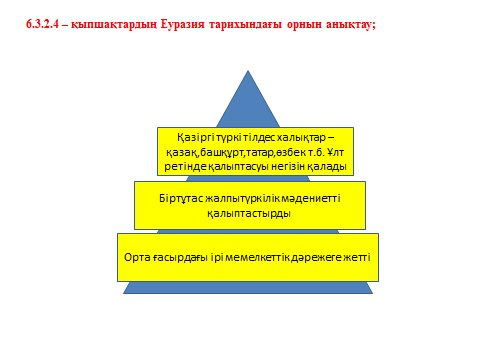 6.3.2.4 – қыпшақтардың Еуразия тарихындағы орнын анықтау;
Қазіргі түркі тілдес халықтар –
қазақ,башқұрт,татар,өзбек т.б. Ұлт
ретінде қалыптасуы негізін қалады
Біртұтас жалпытүркілік мәдениетті
қалыптастырды
Орта ғасырдағы ірі мемелкеттік дәрежеге жетті